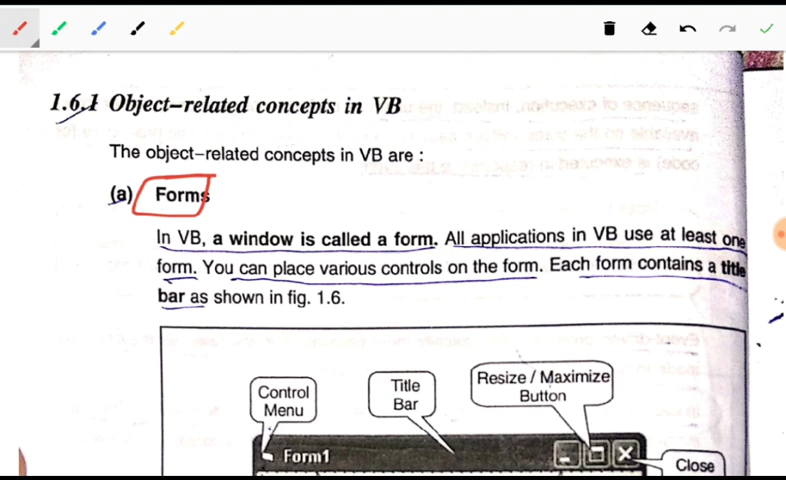 1.6.1 Object-related concepts in VB
The object-related concepts in VB are :
(a) Forms
In VB, a window is called a form. All applications in VB use at least one
form. You can place various controls on the form. Each form contains a title
bar as shown in fig. 1.6.
Control
Menu
Title
Bar
Resize / Maximize
Button
Form1
Close